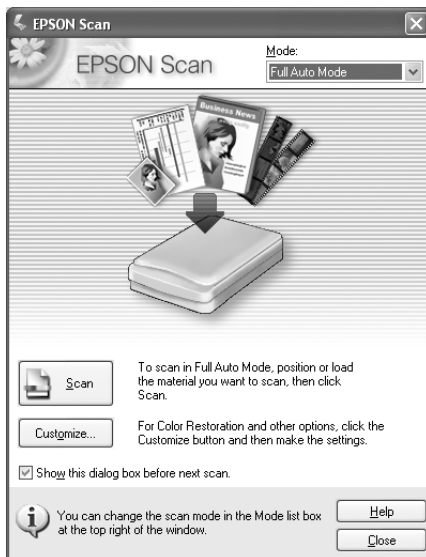 EPSON Scan
EPSON Scan
Mode:
Full Auto Mode
Business News
Scan
To scan in Full Auto Mode, position or load
the material you want to scan, then click
Scan.
Customize...
For Color Restoration and other options, click the
Customize button and then make the settings.
Show this dialog box before next scan.
You can change the scan mode in the Mode list box
at the top right of the window.
Help
Close